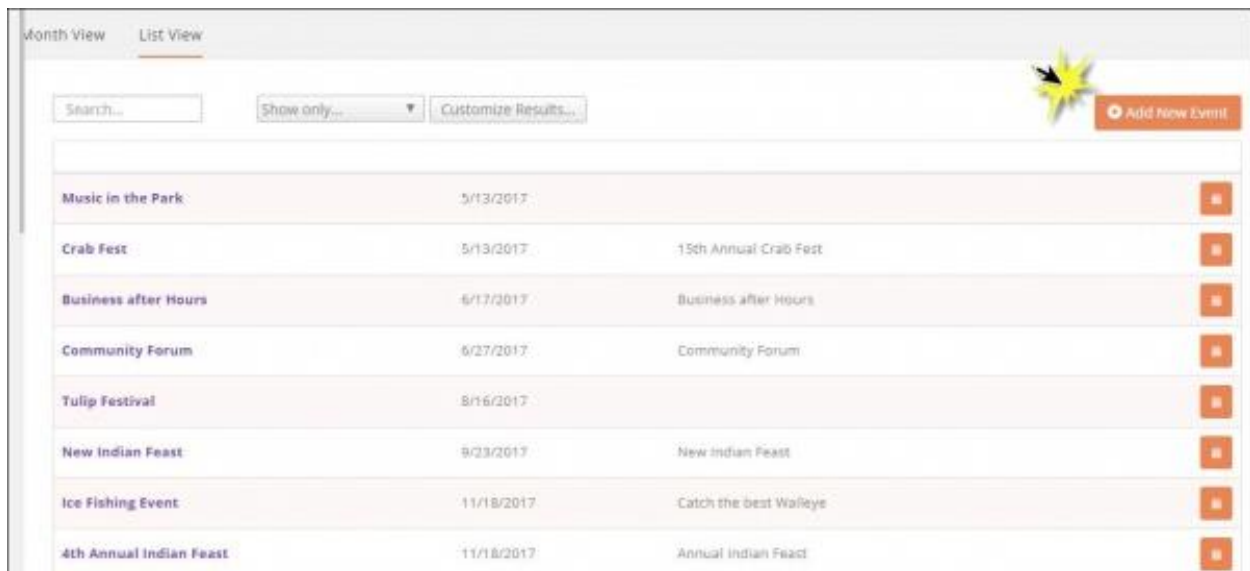 Month View List View
Search... Show only... Customize Results... Add New Event
Music in the Park 5/13/2017
Crab Fest 5/13/2017 15th Annual Crab Fest
Business after Hours 6/17/2017 Business after Hours
Community Forum 6/27/2017 Community Forum
Tulip Festival 8/16/2017
New Indian Feast 9/23/2017 New Indian Feast
Ice Fishing Event 11/18/2017 Catch the best Walleye
4th Annual Indian Feast 11/18/2017 Annual Indian Feast